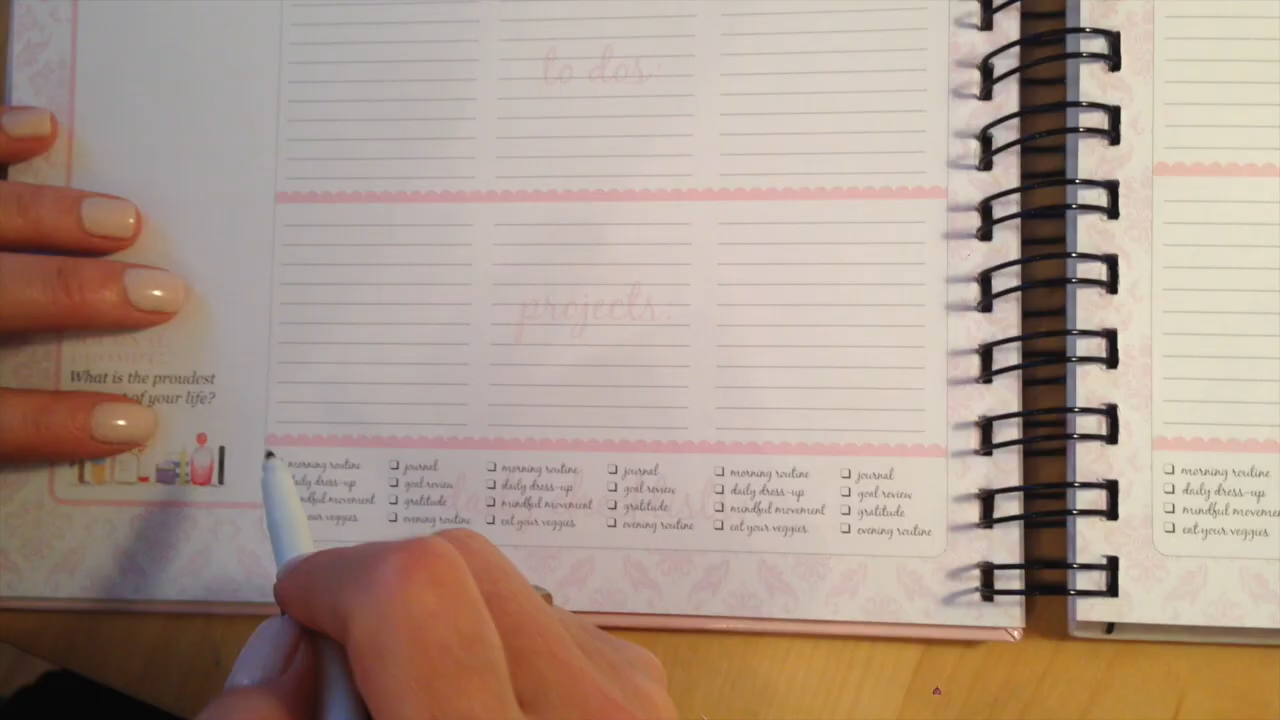 to dos:
projects:
What is the proudest
of your life?
morning routine
daily dress-up
mindful movement
your veggies
journal
goal review
gratitude
evening routine
morning routine
daily dress-up
mindful movement
eat your veggies
journal
goal review
gratitude
evening routine
morning routine
daily dress-up
mindful movement
eat your veggies
journal
goal review
gratitude
evening routine
morning routine
daily dress-up
mindful moveme
eat your veggies